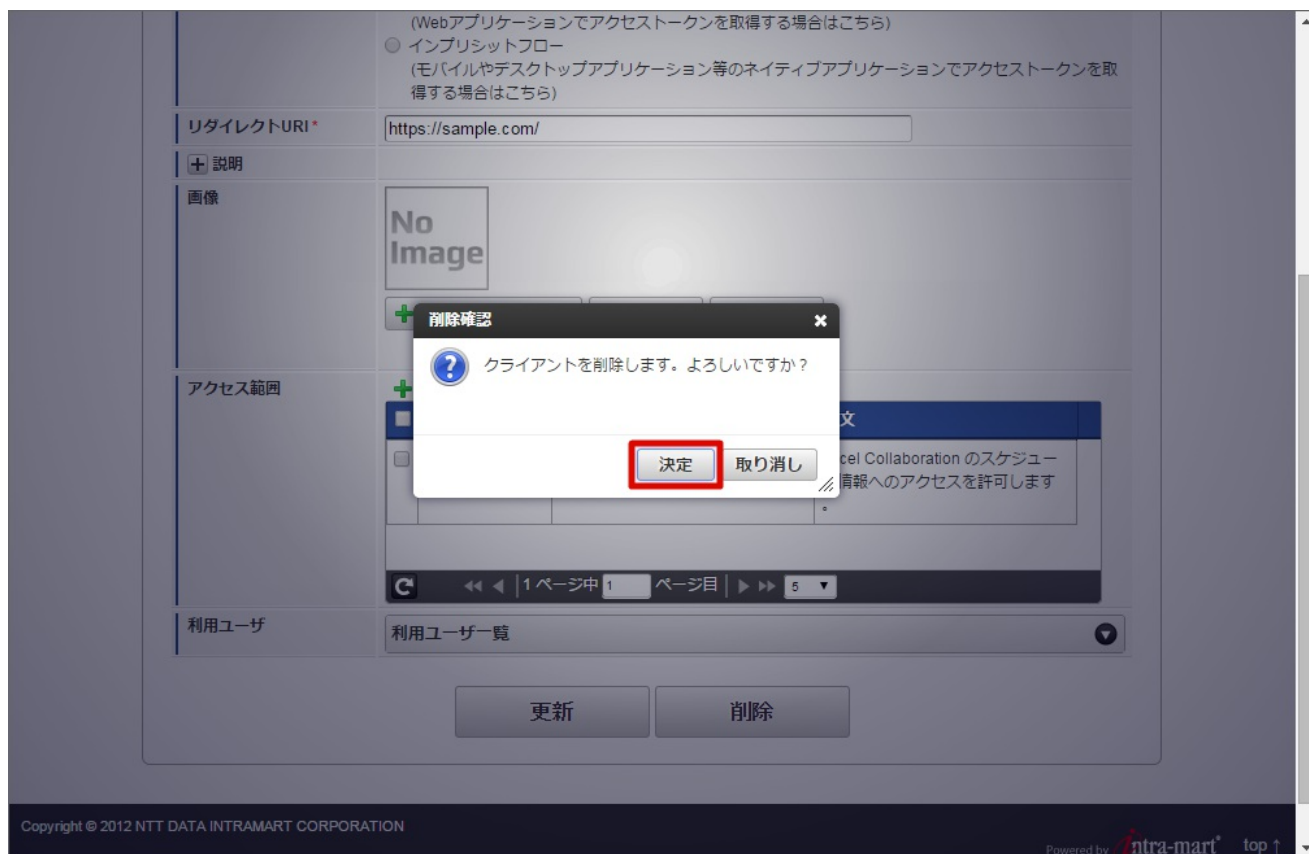 (Webアプリケーションでアクセストークンを取得する場合はこちら)
インプリシットフロー
(モバイルやデスクトップアプリケーション等のネイティブアプリケーションでアクセストークンを取
得する場合はこちら)
リダイレクトURI*
https://sample.com/
説明
画像
No
Image
削除確認
クライアントを削除します。よろしいですか？
決定
取り消し
アクセス範囲
文
cel Collaboration のスケジュー
情報へのアクセスを許可します
。
1 ページ中 1 ページ目 5
利用ユーザ
利用ユーザ一覧
更新
削除
Copyright © 2012 NTT DATA INTRAMART CORPORATION
Powered by intra-mart®
top ↑